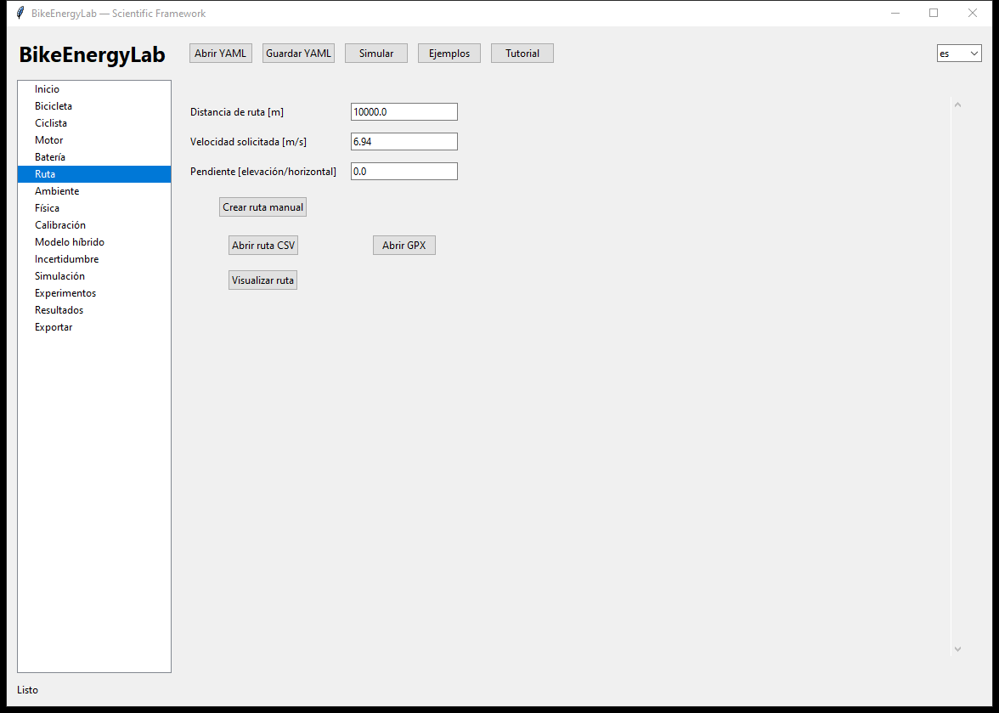 BikeEnergyLab — Scientific Framework
BikeEnergyLab
Abrir YAML
Guardar YAML
Simular
Ejemplos
Tutorial
es
Inicio
Bicicleta
Ciclista
Motor
Batería
Ruta
Ambiente
Física
Calibración
Modelo híbrido
Incertidumbre
Simulación
Experimentos
Resultados
Exportar
Distancia de ruta [m]
10000.0
Velocidad solicitada [m/s]
6.94
Pendiente [elevación/horizontal]
0.0
Crear ruta manual
Abrir ruta CSV
Abrir GPX
Visualizar ruta
Listo